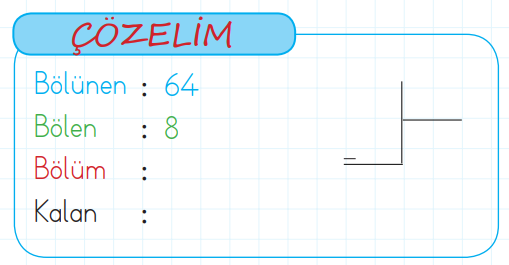 ÇÖZELİM
Bölünen : 64
Bölen : 8
Bölüm :
Kalan :